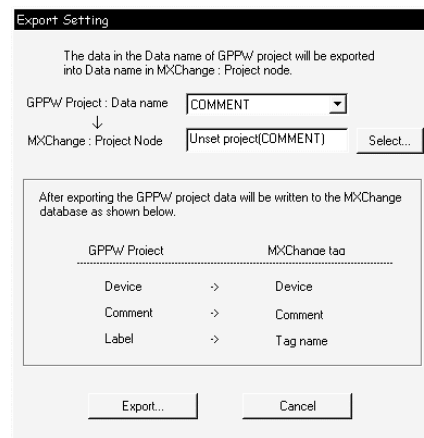 Export Setting
The data in the Data name of GPPW project will be exported
into Data name in MXChange : Project node.
GPPW Project : Data name COMMENT
↓
MXChange : Project Node Unset project(COMMENT) Select...
After exporting the GPPW project data will be written to the MXChange
database as shown below.
GPPW Project MXChange tag
Device -> Device
Comment -> Comment
Label -> Tag name
Export... Cancel